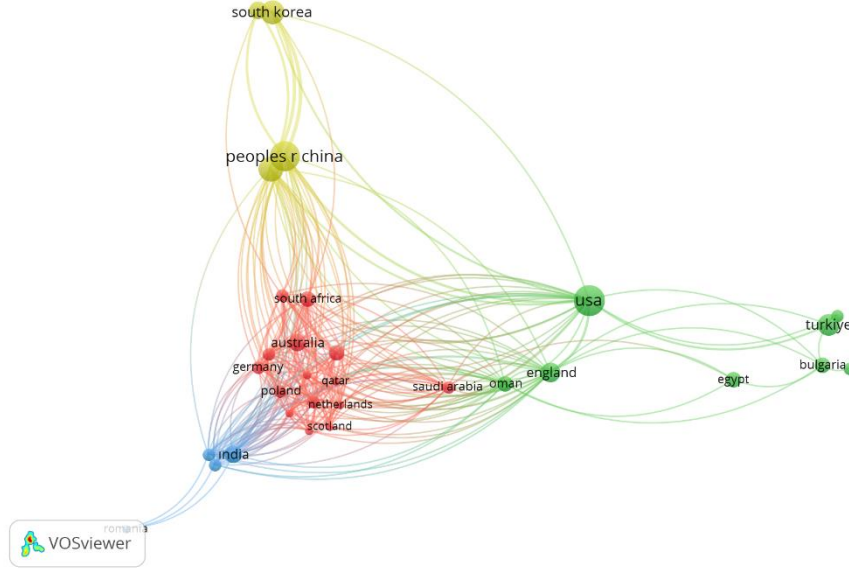 south korea
peoples r china
usa
south africa
turkiye
australia
germany
qatar
bulgaria
england
egypt
saudi arabia
oman
poland
netherlands
scotland
india
romania
VOSviewer